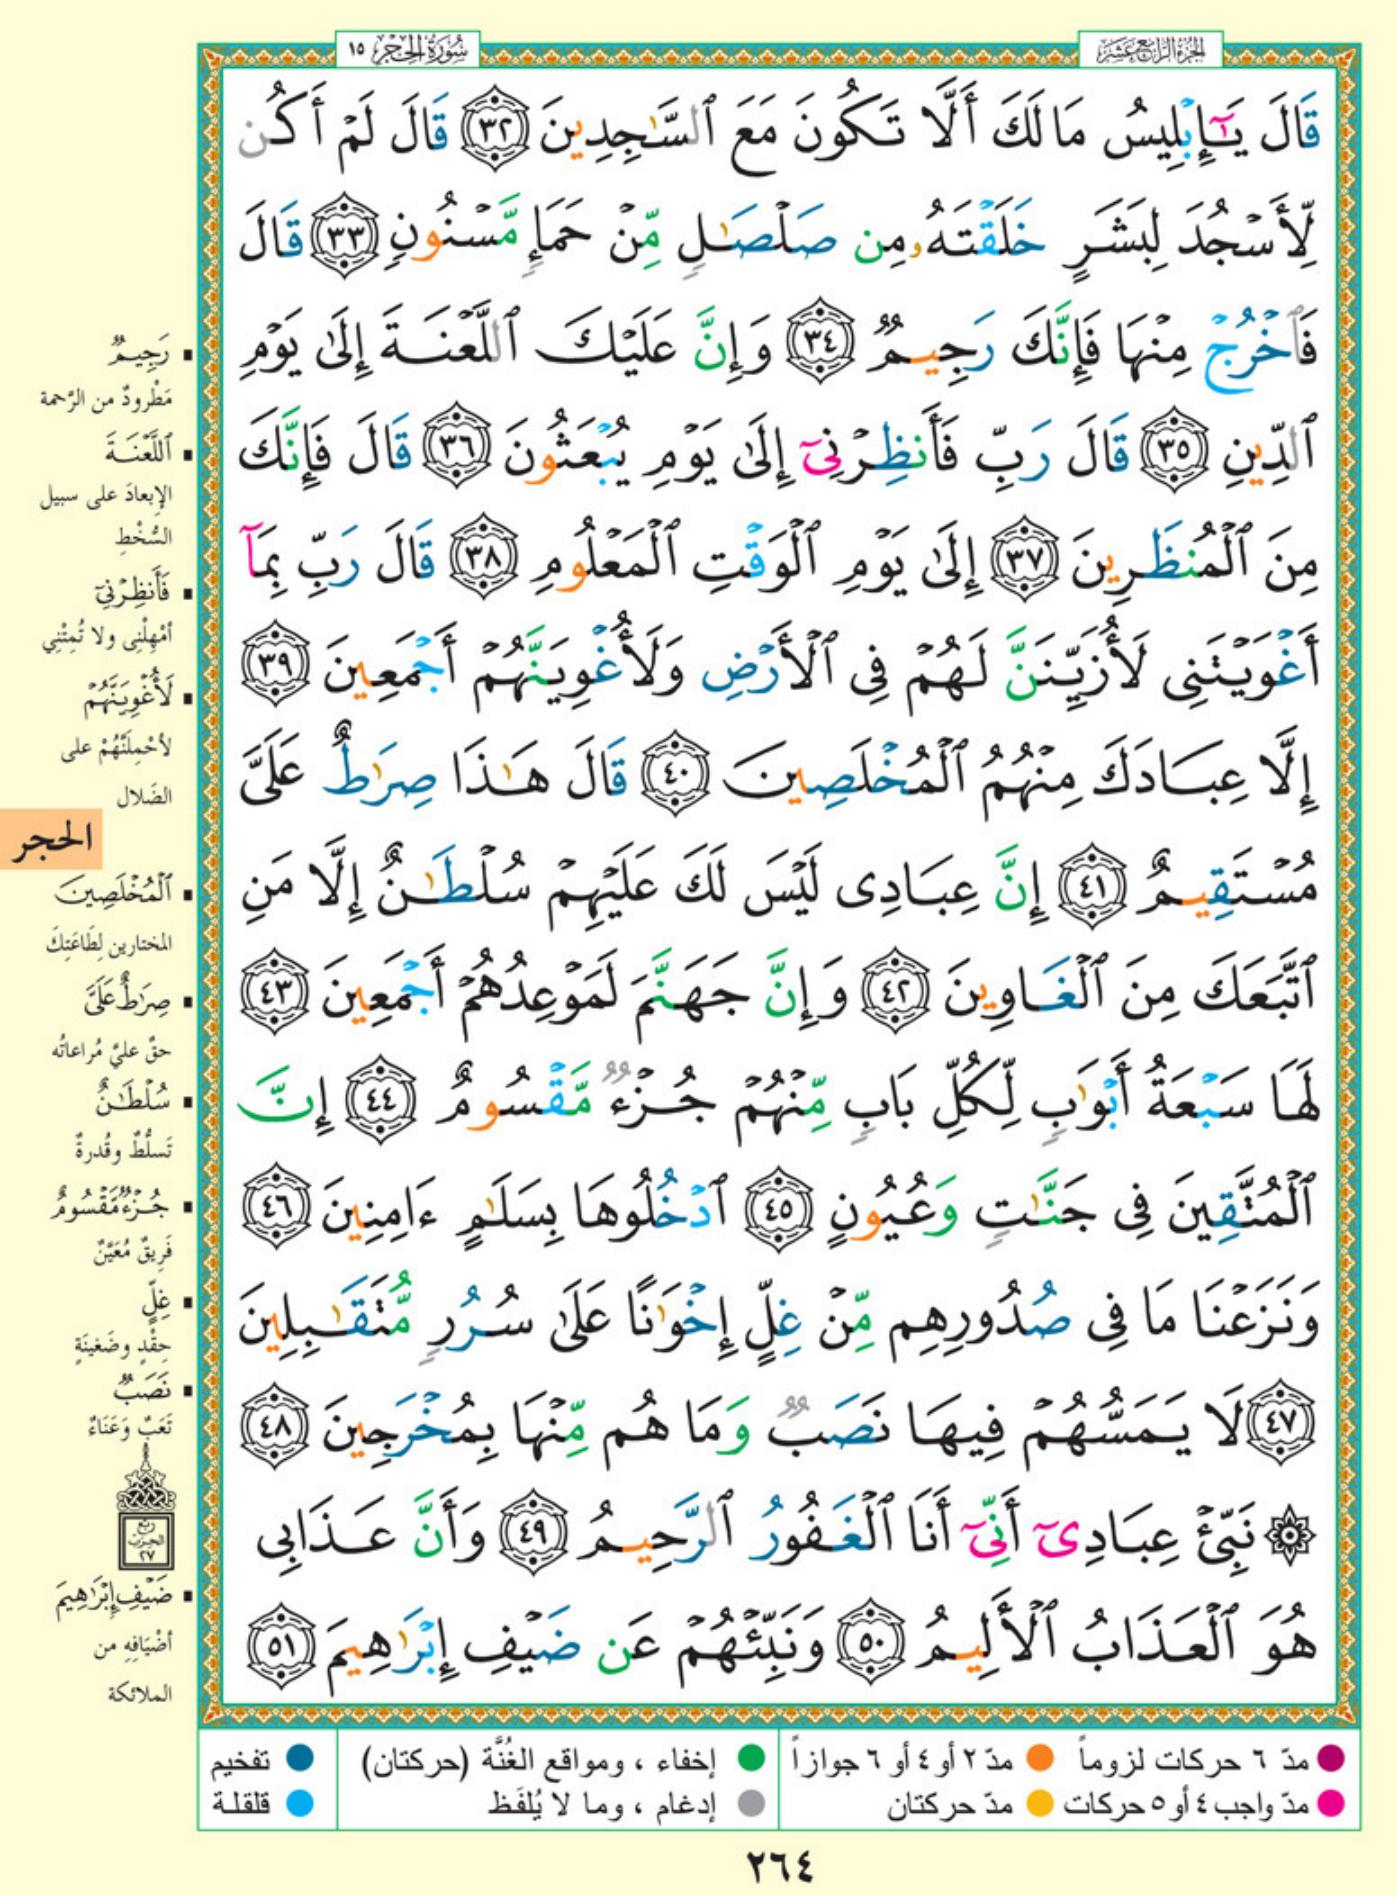 الجزء الرابع عشر
سورة الحجر ١٥
قَالَ يَـٰٓإِبْلِيسُ مَا لَكَ أَلَّا تَكُونَ مَعَ ٱلسَّـٰجِدِينَ ٣٢ قَالَ لَمْ أَكُن
لِّأَسْجُدَ لِبَشَرٍ خَلَقْتَهُۥ مِن صَلْصَـٰلٍ مِّنْ حَمَإٍ مَّسْنُونٍ ٣٣ قَالَ
فَٱخْرُجْ مِنْهَا فَإِنَّكَ رَجِيمٌ ٣٤ وَإِنَّ عَلَيْكَ ٱللَّعْنَةَ إِلَىٰ يَوْمِ
ٱلدِّينِ ٣٥ قَالَ رَبِّ فَأَنظِرْنِىٓ إِلَىٰ يَوْمِ يُبْعَثُونَ ٣٦ قَالَ فَإِنَّكَ
مِنَ ٱلْمُنظَرِينَ ٣٧ إِلَىٰ يَوْمِ ٱلْوَقْتِ ٱلْمَعْلُومِ ٣٨ قَالَ رَبِّ بِمَآ
أَغْوَيْتَنِى لَأُزَيِّنَنَّ لَهُمْ فِى ٱلْأَرْضِ وَلَأُغْوِيَنَّهُمْ أَجْمَعِينَ ٣٩
إِلَّا عِبَادَكَ مِنْهُمُ ٱلْمُخْلَصِينَ ٤٠ قَالَ هَـٰذَا صِرَٰطٌ عَلَىَّ
مُسْتَقِيمٌ ٤١ إِنَّ عِبَادِى لَيْسَ لَكَ عَلَيْهِمْ سُلْطَـٰنٌ إِلَّا مَنِ
ٱتَّبَعَكَ مِنَ ٱلْغَاوِينَ ٤٢ وَإِنَّ جَهَنَّمَ لَمَوْعِدُهُمْ أَجْمَعِينَ ٤٣
لَهَا سَبْعَةُ أَبْوَٰبٍ لِّكُلِّ بَابٍ مِّنْهُمْ جُزْءٌ مَّقْسُومٌ ٤٤ إِنَّ
ٱلْمُتَّقِينَ فِى جَنَّـٰتٍ وَعُيُونٍ ٤٥ ٱدْخُلُوهَا بِسَلَـٰمٍ ءَامِنِينَ ٤٦
وَنَزَعْنَا مَا فِى صُدُورِهِم مِّنْ غِلٍّ إِخْوَٰنًا عَلَىٰ سُرُرٍ مُّتَقَـٰبِلِينَ
٤٧ لَا يَمَسُّهُمْ فِيهَا نَصَبٌ وَمَا هُم مِّنْهَا بِمُخْرَجِينَ ٤٨
۞ نَبِّئْ عِبَادِىٓ أَنِّىٓ أَنَا ٱلْغَفُورُ ٱلرَّحِيمُ ٤٩ وَأَنَّ عَذَابِى
هُوَ ٱلْعَذَابُ ٱلْأَلِيمُ ٥٠ وَنَبِّئْهُمْ عَن ضَيْفِ إِبْرَٰهِيمَ ٥١
رَجِيمٌ
مَطْرودٌ من الرَّحمة
ٱللَّعْنَةَ
الإبعادَ على سبيل
السُّخْطِ
فَأَنظِرْنِىٓ
أمْهِلْنِى ولا تُمِتْنِي
لَأُغْوِيَنَّهُمْ
لأحْمِلَنَّهُمْ على
الضَلال
الحجر
ٱلْمُخْلَصِينَ
المختارين لِطَاعَتِكَ
صِرَٰطٌ عَلَىَّ
حقٌ عليَّ مُراعاتُه
سُلْطَـٰنٌ
تَسلُّطٌ وقُدرةٌ
جُزْءٌ مَّقْسُومٌ
فَرِيقٌ مُعَيَّنٌ
غِلٍّ
حِقْدٍ وضَغينَةٍ
نَصَبٌ
تَعَبٌ وَعَنَاءٌ
ربع
الحزب
٢٧
ضَيْفِ إِبْرَٰهِيمَ
أضْيَافِهِ من
الملائكة
مدّ ٦ حركات لزوماً مدّ ٢ أو ٤ أو ٦ جوازاً إخفاء ، ومواقع الغُنَّة (حركتان) تفخيم
مدّ واجب ٤ أو ٥ حركات مدّ حركتان إدغام ، وما لا يُلفَظ قلقلة
٢٦٤